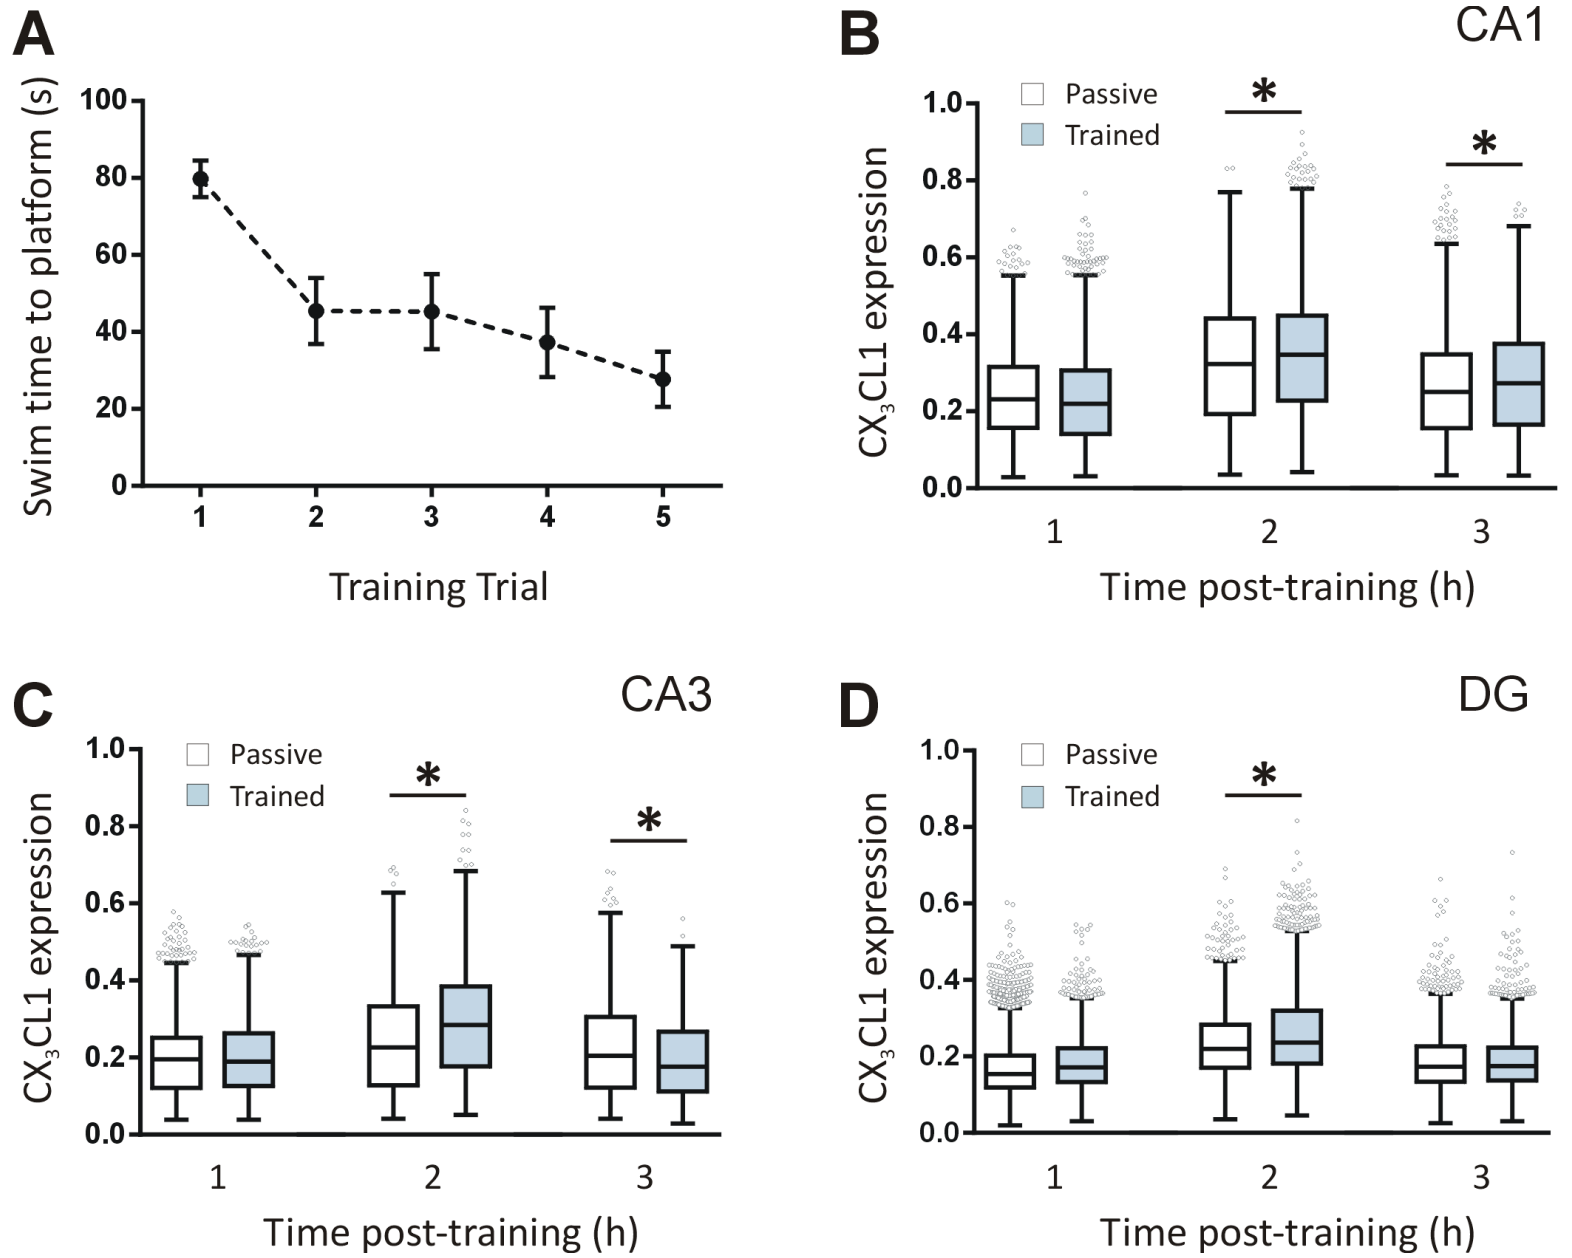 A
Swim time to platform (s)
100
80
60
40
20
0
1 2 3 4 5
Training Trial
B
CA1
Passive
Trained
CX₃CL1 expression
1.0
0.8
0.6
0.4
0.2
0.0
*
*
1 2 3
Time post-training (h)
C
CA3
Passive
Trained
CX₃CL1 expression
1.0
0.8
0.6
0.4
0.2
0.0
*
*
1 2 3
Time post-training (h)
D
DG
Passive
Trained
CX₃CL1 expression
1.0
0.8
0.6
0.4
0.2
0.0
*
1 2 3
Time post-training (h)